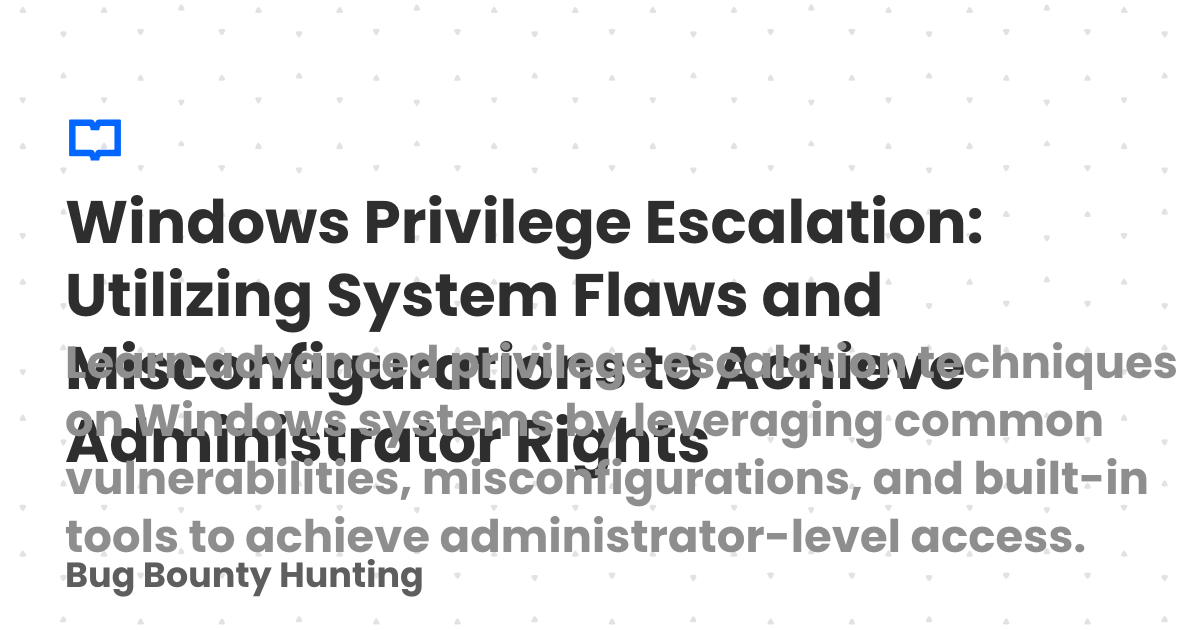 Windows Privilege Escalation:
Utilizing System Flaws and
Misconfigurations to Achieve
Administrator Rights
Learn advanced privilege escalation techniques
on Windows systems by leveraging common
vulnerabilities, misconfigurations, and built-in
tools to achieve administrator-level access.
Bug Bounty Hunting